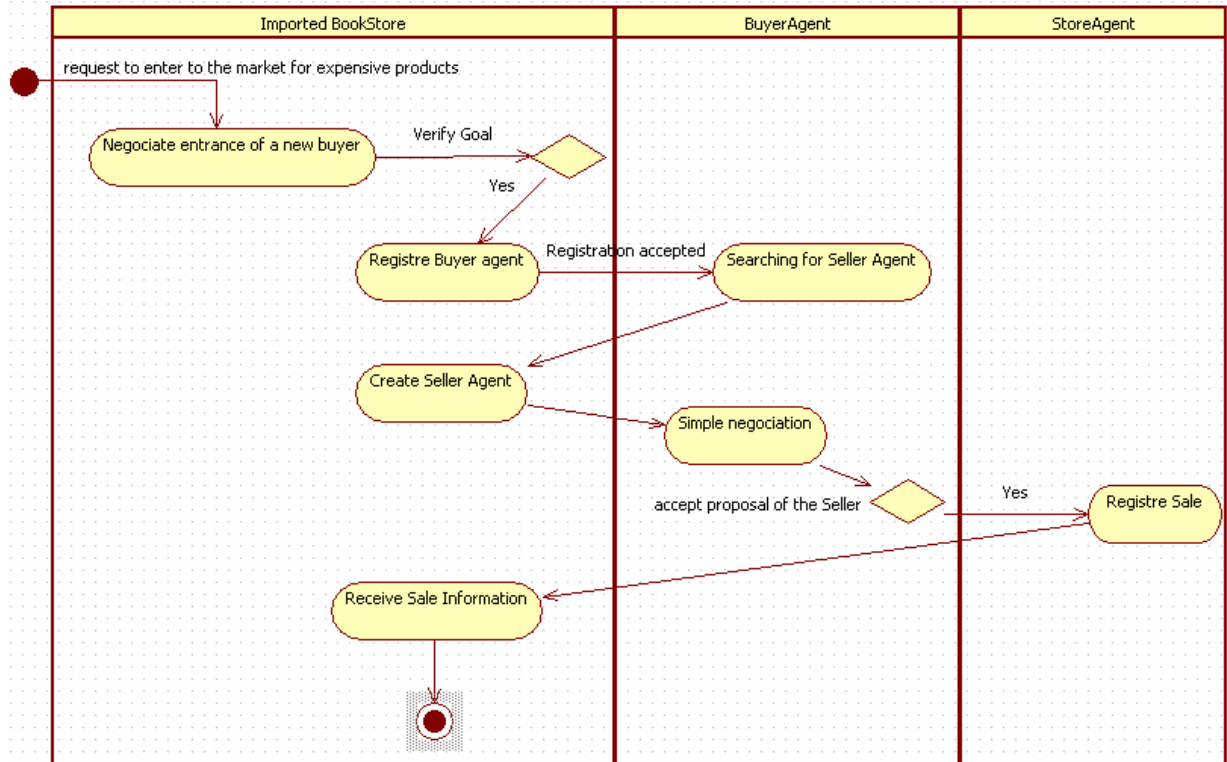 Imported BookStore
BuyerAgent
StoreAgent
request to enter to the market for expensive products
Negociate entrance of a new buyer
Verify Goal
Yes
Registre Buyer agent
Registration accepted
Searching for Seller Agent
Create Seller Agent
Simple negociation
accept proposal of the Seller
Yes
Registre Sale
Receive Sale Information